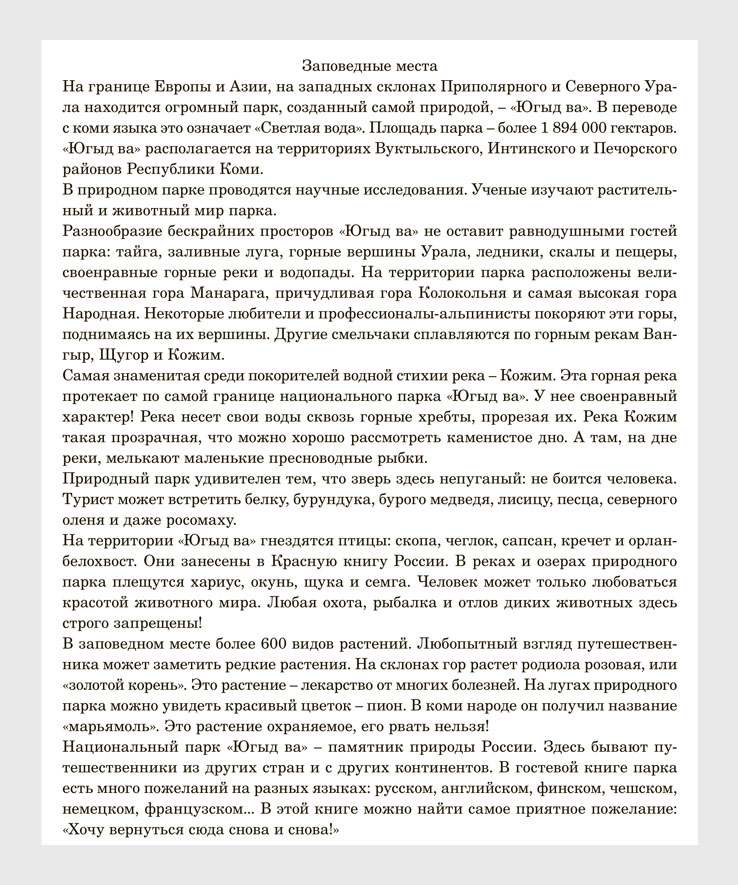 Заповедные места
На границе Европы и Азии, на западных склонах Приполярного и Северного Ура-
ла находится огромный парк, созданный самой природой, – «Югыд ва». В переводе
с коми языка это означает «Светлая вода». Площадь парка – более 1 894 000 гектаров.
«Югыд ва» располагается на территориях Вуктыльского, Интинского и Печорского
районов Республики Коми.
В природном парке проводятся научные исследования. Ученые изучают раститель-
ный и животный мир парка.
Разнообразие бескрайних просторов «Югыд ва» не оставит равнодушными гостей
парка: тайга, заливные луга, горные вершины Урала, ледники, скалы и пещеры,
своенравные горные реки и водопады. На территории парка расположены вели-
чественная гора Манарага, причудливая гора Колокольня и самая высокая гора
Народная. Некоторые любители и профессионалы-альпинисты покоряют эти горы,
поднимаясь на их вершины. Другие смельчаки сплавляются по горным рекам Ван-
гыр, Щугор и Кожим.
Самая знаменитая среди покорителей водной стихии река – Кожим. Эта горная река
протекает по самой границе национального парка «Югыд ва». У нее своенравный
характер! Река несет свои воды сквозь горные хребты, прорезая их. Река Кожим
такая прозрачная, что можно хорошо рассмотреть каменистое дно. А там, на дне
реки, мелькают маленькие пресноводные рыбки.
Природный парк удивителен тем, что зверь здесь непуганый: не боится человека.
Турист может встретить белку, бурундука, бурого медведя, лисицу, песца, северного
оленя и даже росомаху.
На территории «Югыд ва» гнездятся птицы: скопа, чеглок, сапсан, кречет и орлан-
белохвост. Они занесены в Красную книгу России. В реках и озерах природного
парка плещутся хариус, окунь, щука и семга. Человек может только любоваться
красотой животного мира. Любая охота, рыбалка и отлов диких животных здесь
строго запрещены!
В заповедном месте более 600 видов растений. Любопытный взгляд путешествен-
ника может заметить редкие растения. На склонах гор растет родиола розовая, или
«золотой корень». Это растение – лекарство от многих болезней. На лугах природного
парка можно увидеть красивый цветок – пион. В коми народе он получил название
«марьямоль». Это растение охраняемое, его рвать нельзя!
Национальный парк «Югыд ва» – памятник природы России. Здесь бывают пу-
тешественники из других стран и с других континентов. В гостевой книге парка
есть много пожеланий на разных языках: русском, английском, финском, чешском,
немецком, французском... В этой книге можно найти самое приятное пожелание:
«Хочу вернуться сюда снова и снова!»